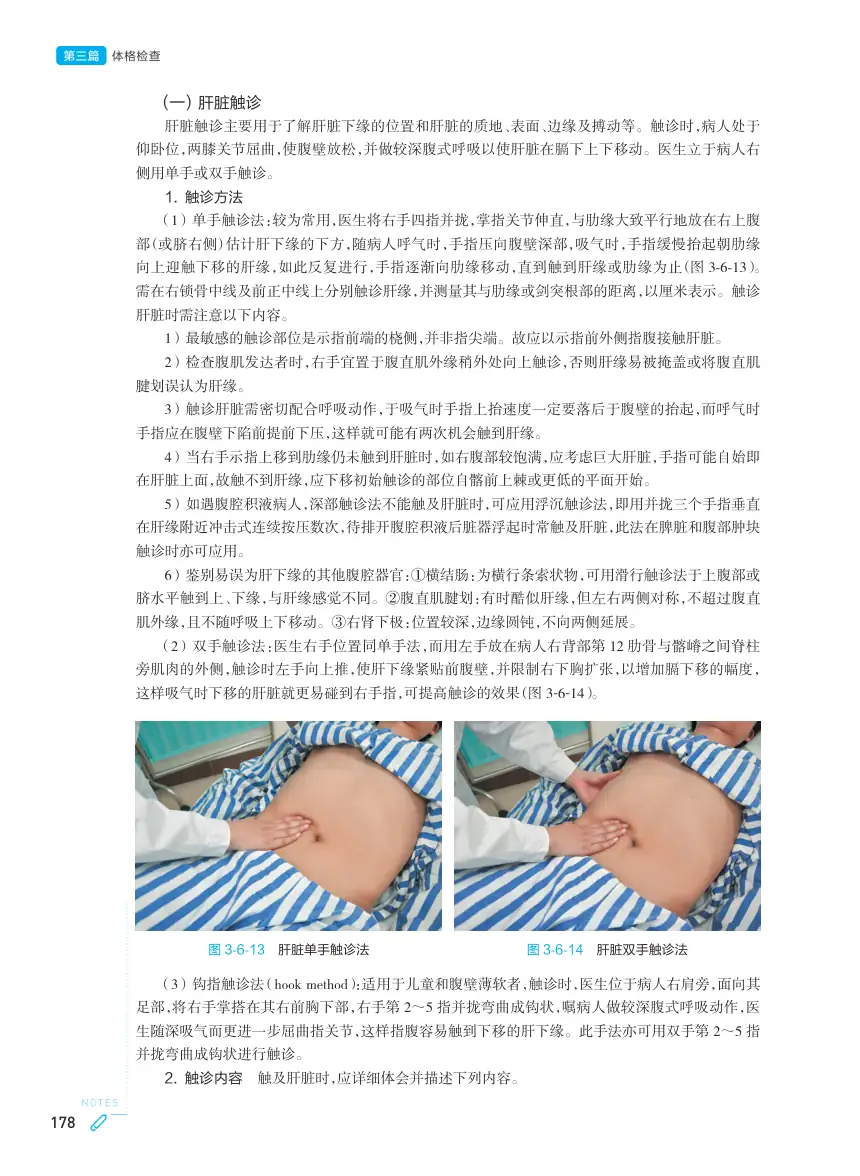 第三篇 体格检查
（一）肝脏触诊
肝脏触诊主要用于了解肝脏下缘的位置和肝脏的质地、表面、边缘及搏动等。触诊时，病人处于
仰卧位，两膝关节屈曲，使腹壁放松，并做较深腹式呼吸以使肝脏在膈下上下移动。医生立于病人右
侧用单手或双手触诊。
1. 触诊方法
（1）单手触诊法：较为常用，医生将右手四指并拢，掌指关节伸直，与肋缘大致平行地放在右上腹
部（或脐右侧）估计肝下缘的下方，随病人呼气时，手指压向腹壁深部，吸气时，手指缓慢抬起朝肋缘
向上迎触下移的肝缘，如此反复进行，手指逐渐向肋缘移动，直到触到肝缘或肋缘为止（图 3-6-13）。
需在右锁骨中线及前正中线上分别触诊肝缘，并测量其与肋缘或剑突根部的距离，以厘米表示。触诊
肝脏时需注意以下内容。
1）最敏感的触诊部位是示指前端的桡侧，并非指尖端。故应以示指前外侧指腹接触肝脏。
2）检查腹肌发达者时，右手宜置于腹直肌外缘稍外处向上触诊，否则肝缘易被掩盖或将腹直肌
腱划误认为肝缘。
3）触诊肝脏需密切配合呼吸动作，于吸气时手指上抬速度一定要落后于腹壁的抬起，而呼气时
手指应在腹壁下陷前提前下压，这样就可能有两次机会触到肝缘。
4）当右手示指上移到肋缘仍未触到肝脏时，如右腹部较饱满，应考虑巨大肝脏，手指可能自始即
在肝脏上面，故触不到肝缘，应下移初始触诊的部位自髂前上棘或更低的平面开始。
5）如遇腹腔积液病人，深部触诊法不能触及肝脏时，可应用浮沉触诊法，即用并拢三个手指垂直
在肝缘附近冲击式连续按压数次，待排开腹腔积液后脏器浮起时常触及肝脏，此法在脾脏和腹部肿块
触诊时亦可应用。
6）鉴别易误为肝下缘的其他腹腔器官：①横结肠：为横行条索状物，可用滑行触诊法于上腹部或
脐水平触到上、下缘，与肝缘感觉不同。②腹直肌腱划：有时酷似肝缘，但左右两侧对称，不超过腹直
肌外缘，且不随呼吸上下移动。③右肾下极：位置较深，边缘圆钝，不向两侧延展。
（2）双手触诊法：医生右手位置同单手法，而用左手放在病人右背部第 12 肋骨与髂嵴之间脊柱
旁肌肉的外侧，触诊时左手向上推，使肝下缘紧贴前腹壁，并限制右下胸扩张，以增加膈下移的幅度，
这样吸气时下移的肝脏就更易碰到右手指，可提高触诊的效果（图 3-6-14）。
图 3-6-13 肝脏单手触诊法
图 3-6-14 肝脏双手触诊法
（3）钩指触诊法（hook method）：适用于儿童和腹壁薄软者，触诊时，医生位于病人右肩旁，面向其
足部，将右手掌搭在其右前胸下部，右手第 2～5 指并拢弯曲成钩状，嘱病人做较深腹式呼吸动作，医
生随深吸气而更进一步屈曲指关节，这样指腹容易触到下移的肝下缘。此手法亦可用双手第 2～5 指
并拢弯曲成钩状进行触诊。
2. 触诊内容 触及肝脏时，应详细体会并描述下列内容。
NOTES
178